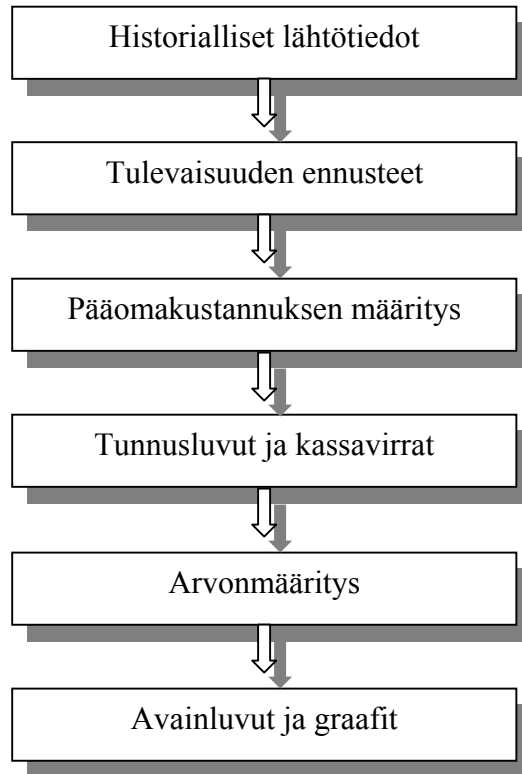 Historialliset lähtötiedot
Tulevaisuuden ennusteet
Pääomakustannuksen määritys
Tunnusluvut ja kassavirrat
Arvonmääritys
Avainluvut ja graafit